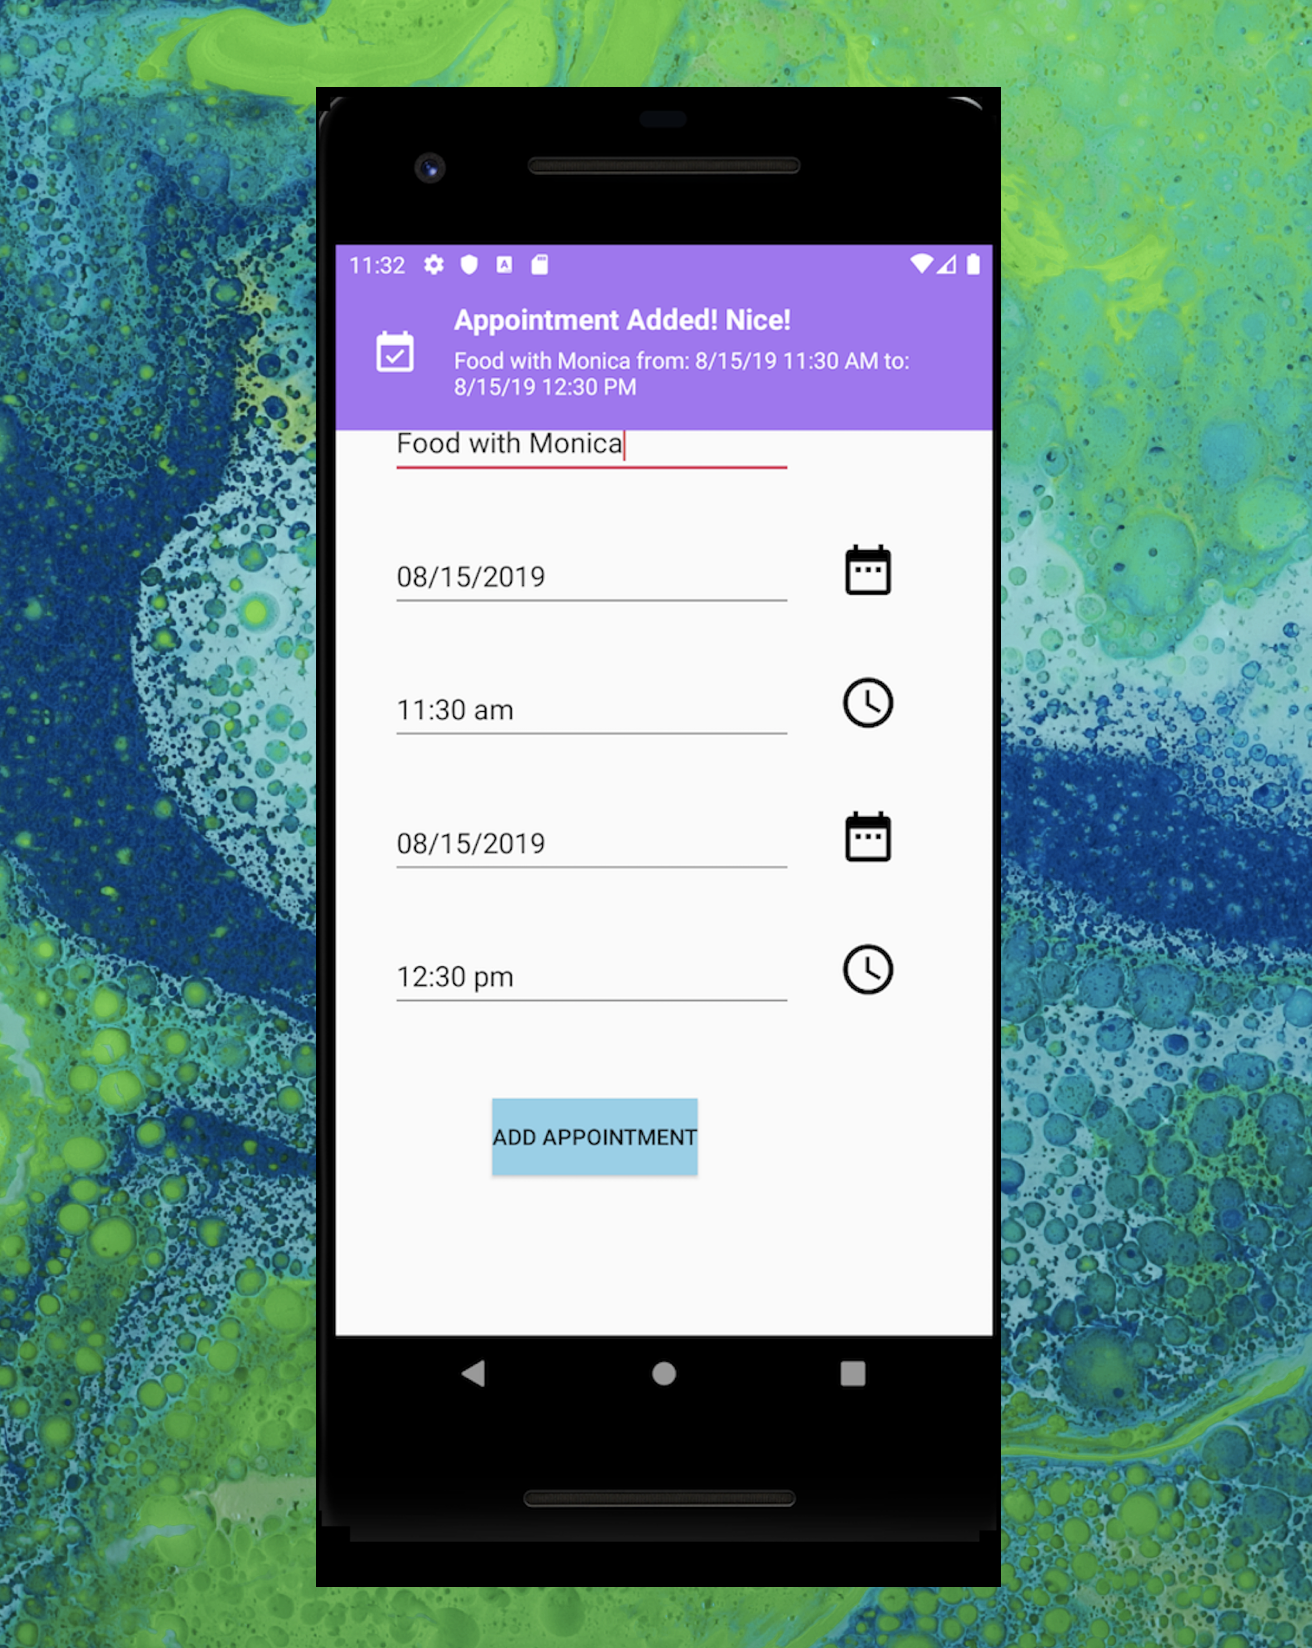 11:32
Appointment Added! Nice!
Food with Monica from: 8/15/19 11:30 AM to:
8/15/19 12:30 PM
Food with Monica
08/15/2019
11:30 am
08/15/2019
12:30 pm
ADD APPOINTMENT